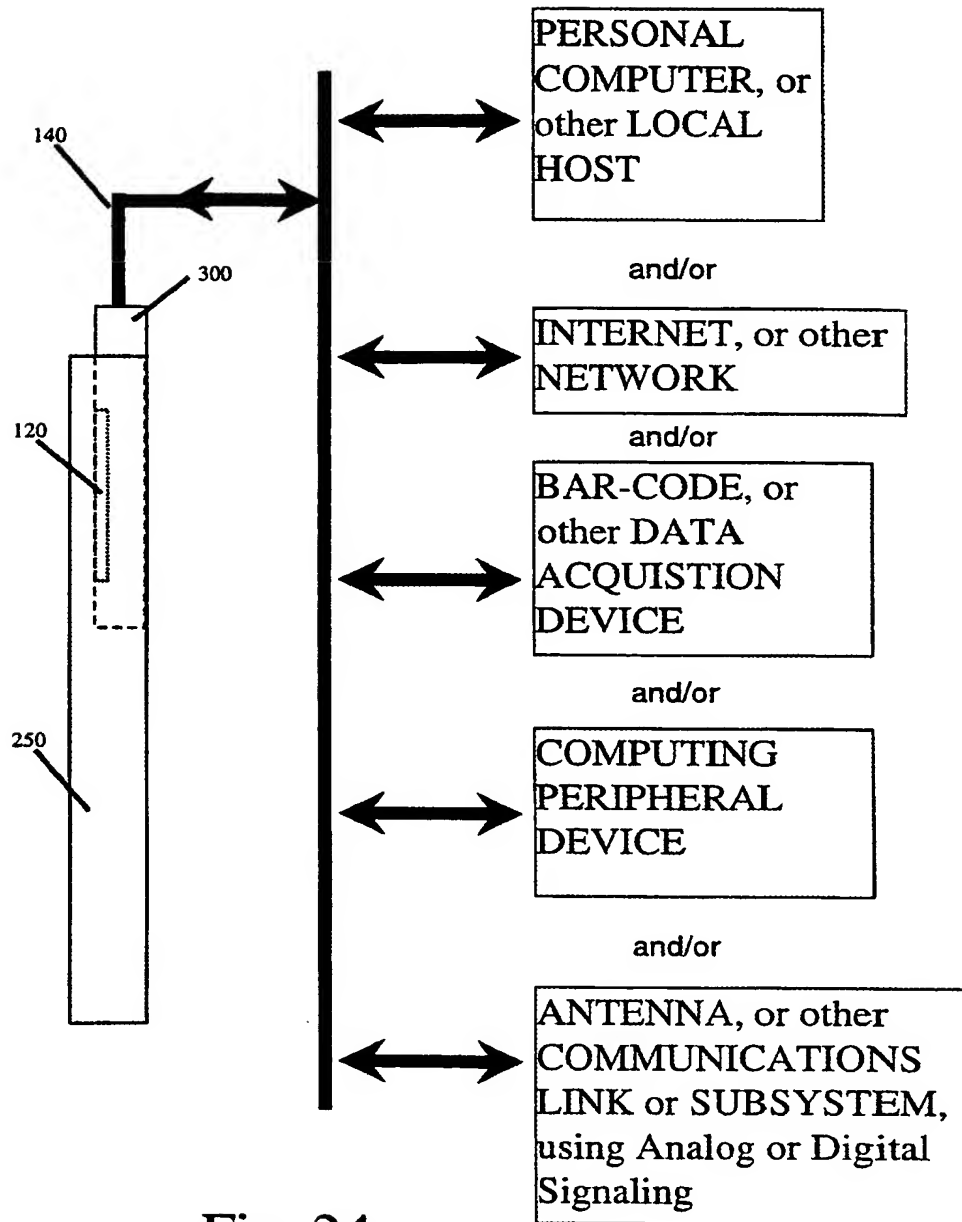 PERSONAL
COMPUTER, or
other LOCAL
HOST
140
300
and/or
INTERNET, or other
NETWORK
120
and/or
BAR-CODE, or
other DATA
ACQUISTION
DEVICE
and/or
250
COMPUTING
PERIPHERAL
DEVICE
and/or
ANTENNA, or other
COMMUNICATIONS
LINK or SUBSYSTEM,
using Analog or Digital
Signaling
Fig. 24